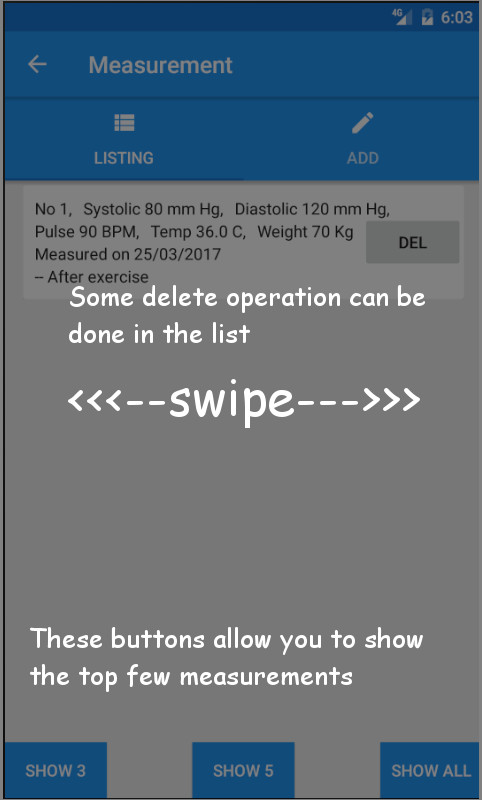 4G 6:03
Measurement
LISTING ADD
No 1, Systolic 80 mm Hg, Diastolic 120 mm Hg,
Pulse 90 BPM, Temp 36.0 C, Weight 70 Kg
DEL
Measured on 25/03/2017
-- After exercise
Some delete operation can be
done in the list
<<<--swipe--->>>
These buttons allow you to show
the top few measurements
SHOW 3 SHOW 5 SHOW ALL